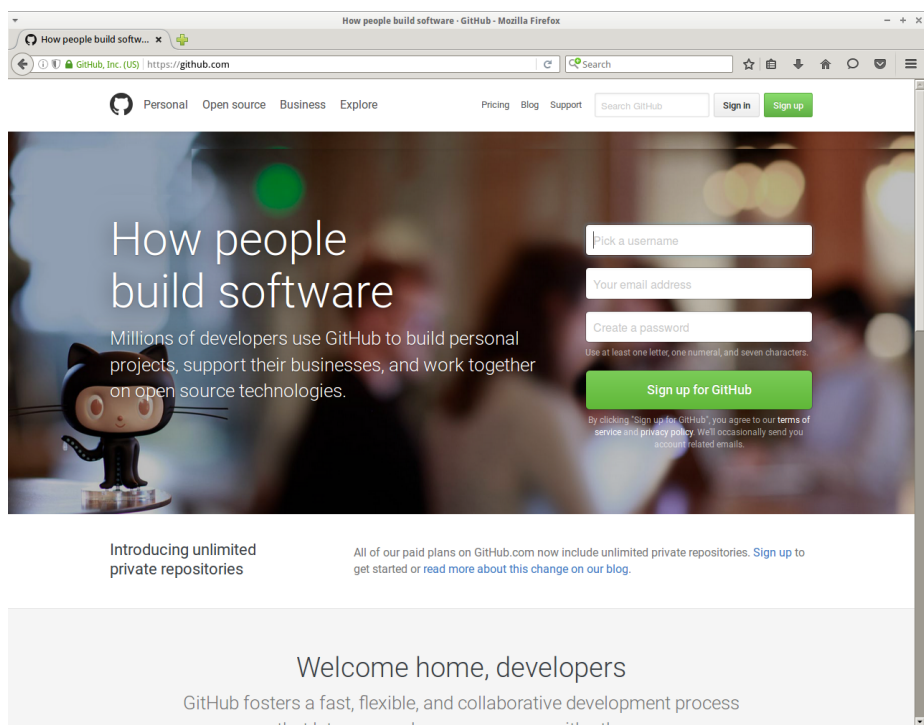 How people build software · GitHub - Mozilla Firefox
How people build softw...
GitHub, Inc. (US) https://github.com
Search
Personal Open source Business Explore Pricing Blog Support Search GitHub Sign in Sign up
How people
build software
Millions of developers use GitHub to build personal
projects, support their businesses, and work together
on open source technologies.
Pick a username
Your email address
Create a password
Use at least one letter, one numeral, and seven characters.
Sign up for GitHub
By clicking "Sign up for GitHub", you agree to our terms of
service and privacy policy. We'll occasionally send you
account related emails.
Introducing unlimited
private repositories
All of our paid plans on GitHub.com now include unlimited private repositories. Sign up to
get started or read more about this change on our blog.
Welcome home, developers
GitHub fosters a fast, flexible, and collaborative development process